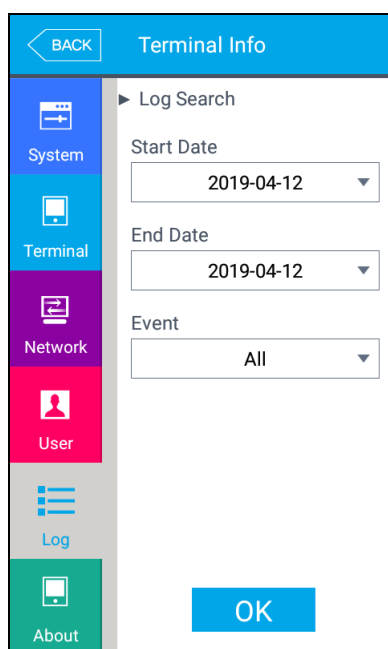 BACK
Terminal Info
System
Terminal
Network
User
Log
About
► Log Search
Start Date
2019-04-12
End Date
2019-04-12
Event
All
OK